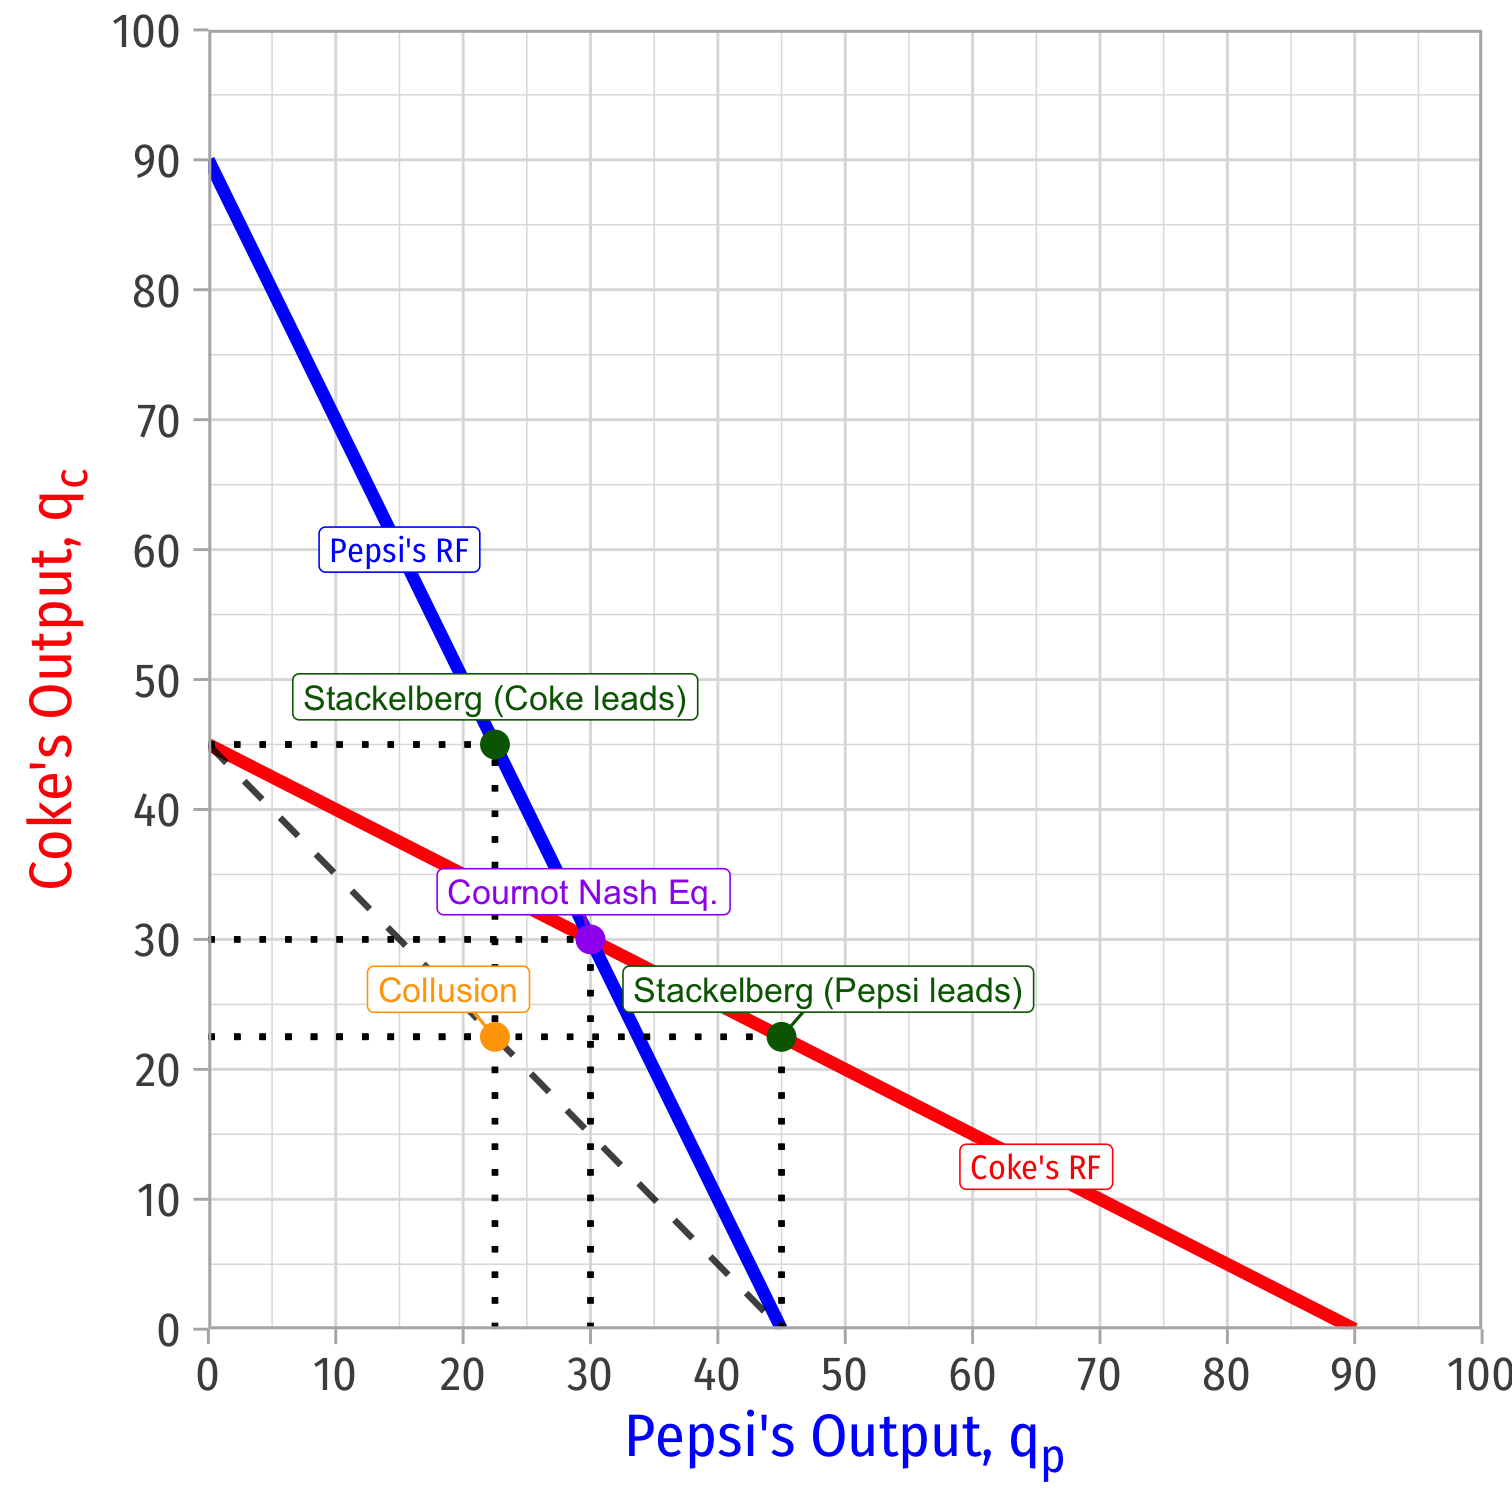 100
90
80
70
60
50
40
30
20
10
0
Coke's Output, qc
Pepsi's RF
Stackelberg (Coke leads)
Cournot Nash Eq.
Collusion
Stackelberg (Pepsi leads)
Coke's RF
0 10 20 30 40 50 60 70 80 90 100
Pepsi's Output, qp